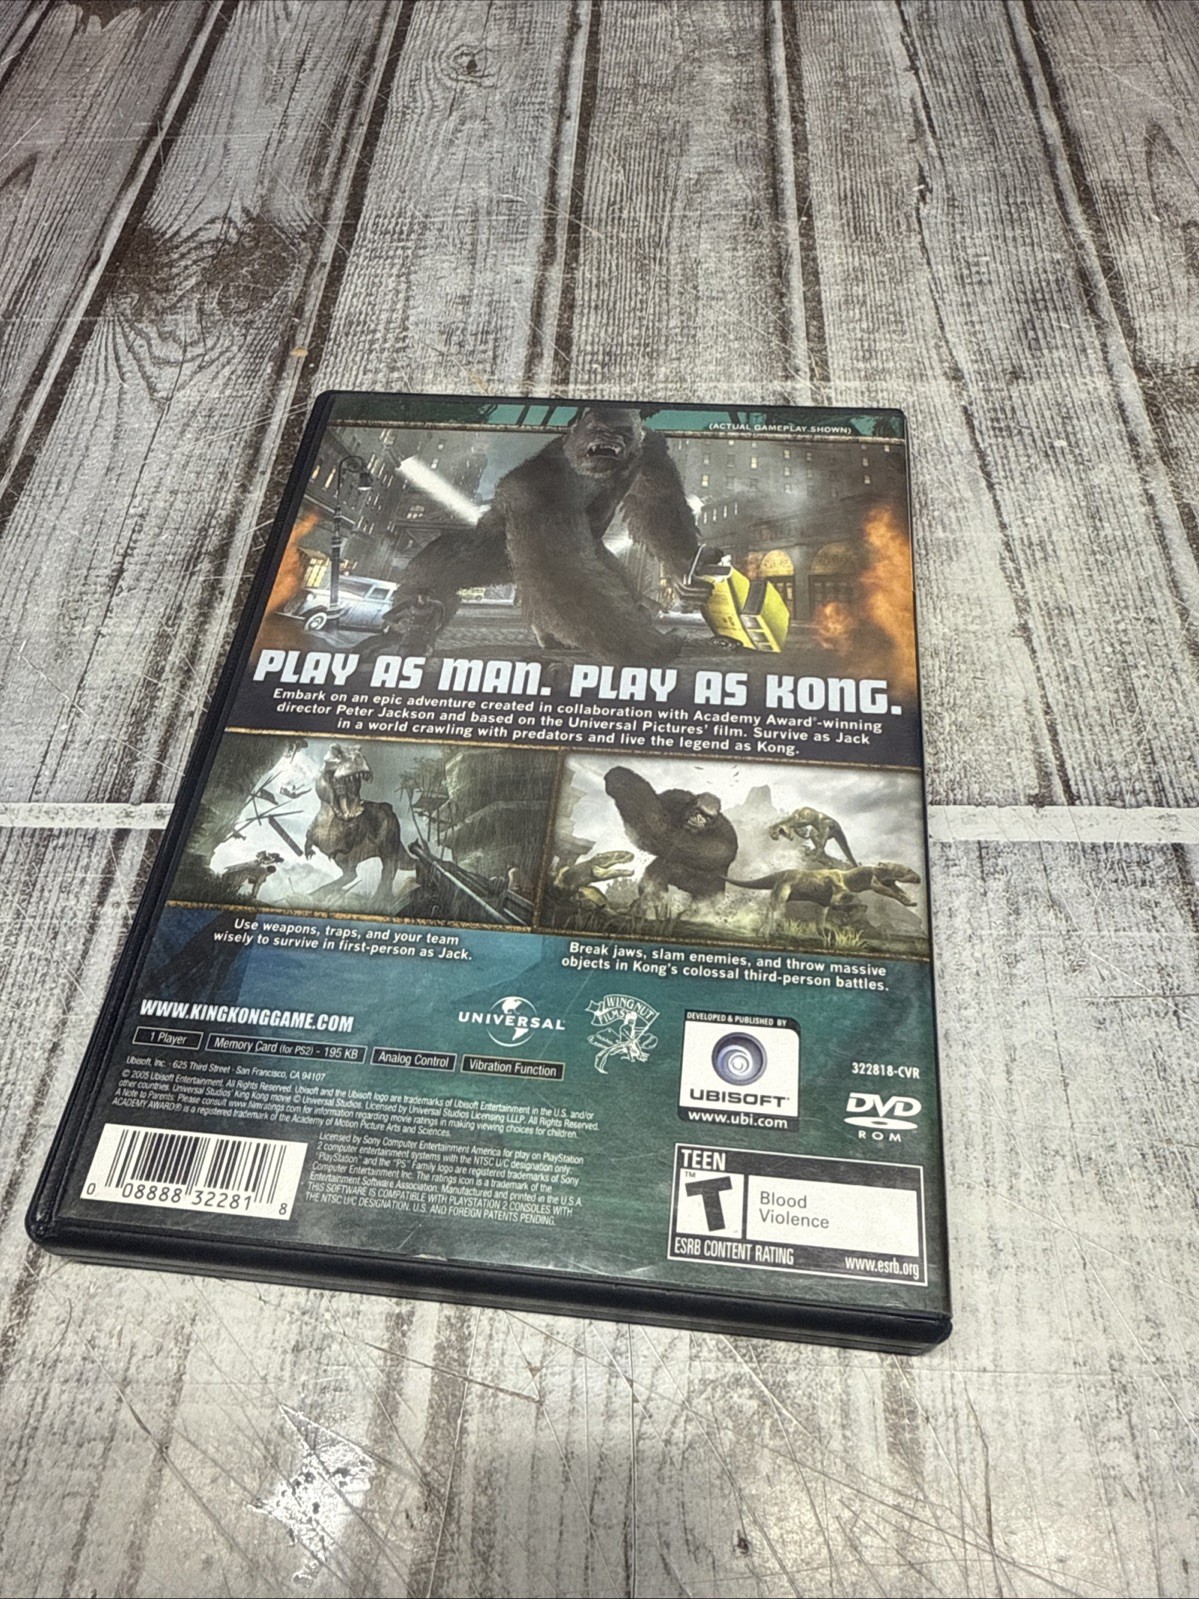 (ACTUAL GAMEPLAY SHOWN)
PLAY AS MAN. PLAY AS KONG.
Embark on an epic adventure created in collaboration with Academy Award®-winning
director Peter Jackson and based on the Universal Pictures' film. Survive as Jack
in a world crawling with predators and live the legend as Kong.
Use weapons, traps, and your team
wisely to survive in first-person as Jack.
Break jaws, slam enemies, and throw massive
objects in Kong's colossal third-person battles.
WWW.KINGKONGGAME.COM
UNIVERSAL
WINGNUT
FILMS
DEVELOPED & PUBLISHED BY
UBISOFT
www.ubi.com
1 Player
Memory Card (for PS2) - 195 KB
Analog Control
Vibration Function
322818-CVR
DVD
ROM
Ubisoft, Inc. · 625 Third Street · San Francisco, CA 94107
© 2005 Ubisoft Entertainment. All Rights Reserved. Ubisoft and the Ubisoft logo are trademarks of Ubisoft Entertainment in the U.S. and/or
other countries. Universal Studios' King Kong movie © Universal Studios. Licensed by Universal Studios Licensing LLLP. All Rights Reserved.
A Note to Parents: Please consult www.filmratings.com for information regarding movie ratings in making viewing choices for children.
ACADEMY AWARD® is a registered trademark of the Academy of Motion Picture Arts and Sciences.
Licensed by Sony Computer Entertainment America for play on PlayStation
2 computer entertainment systems with the NTSC U/C designation only.
"PlayStation" and the "PS" Family logo are registered trademarks of Sony
Computer Entertainment Inc. The ratings icon is a trademark of the
Entertainment Software Association. Manufactured and printed in the U.S.A.
THIS SOFTWARE IS COMPATIBLE WITH PLAYSTATION 2 CONSOLES WITH
THE NTSC U/C DESIGNATION. U.S. AND FOREIGN PATENTS PENDING.
0 08888 32281 8
TEEN
T
Blood
Violence
ESRB CONTENT RATING
www.esrb.org